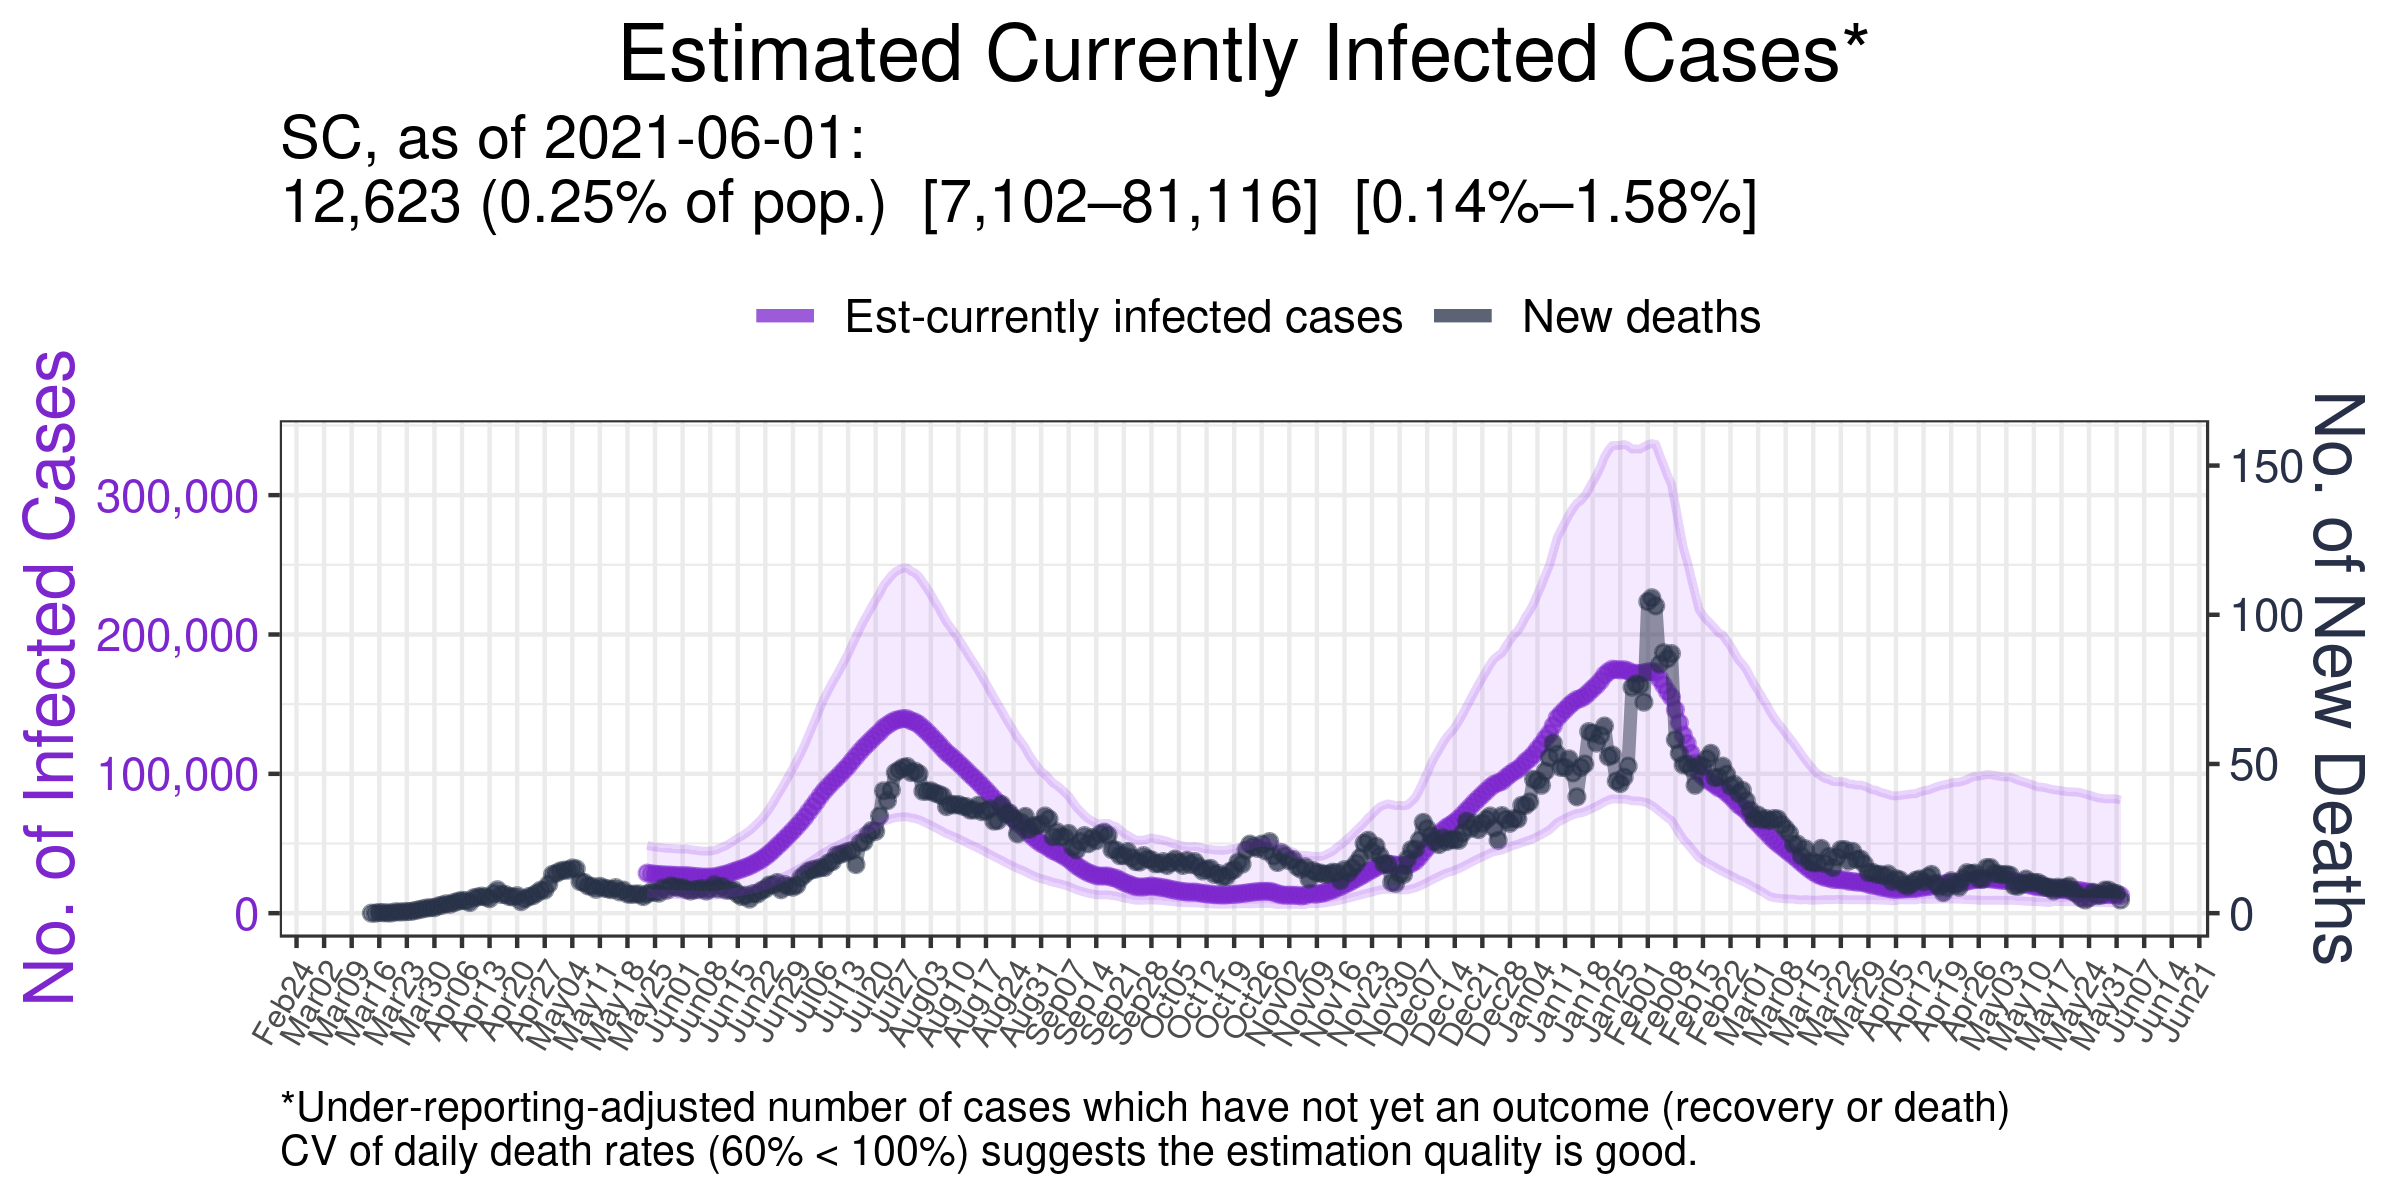 Estimated Currently Infected Cases*
SC, as of 2021-06-01:
12,623 (0.25% of pop.)  [7,102–81,116]  [0.14%–1.58%]
Est-currently infected cases
New deaths
No. of Infected Cases
300,000
200,000
100,000
0
150
100
50
0
No. of New Deaths
Feb24
Mar02
Mar09
Mar16
Mar23
Mar30
Apr06
Apr13
Apr20
Apr27
May04
May11
May18
May25
Jun01
Jun08
Jun15
Jun22
Jun29
Jul06
Jul13
Jul20
Jul27
Aug03
Aug10
Aug17
Aug24
Aug31
Sep07
Sep14
Sep21
Sep28
Oct05
Oct12
Oct19
Oct26
Nov02
Nov09
Nov16
Nov23
Nov30
Dec07
Dec14
Dec21
Dec28
Jan04
Jan11
Jan18
Jan25
Feb01
Feb08
Feb15
Feb22
Mar01
Mar08
Mar15
Mar22
Mar29
Apr05
Apr12
Apr19
Apr26
May03
May10
May17
May24
May31
Jun07
Jun14
Jun21
*Under-reporting-adjusted number of cases which have not yet an outcome (recovery or death)
CV of daily death rates (60% < 100%) suggests the estimation quality is good.